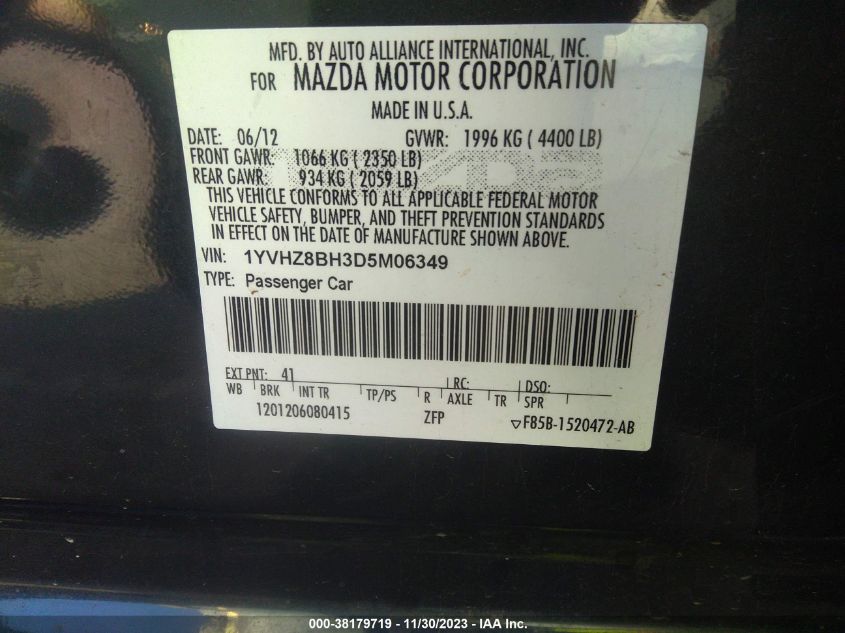 MFD. BY AUTO ALLIANCE INTERNATIONAL, INC.
FOR MAZDA MOTOR CORPORATION
MADE IN U.S.A.
DATE: 06/12 GVWR: 1996 KG ( 4400 LB)
FRONT GAWR: 1066 KG ( 2350 LB)
REAR GAWR: 934 KG ( 2059 LB)
THIS VEHICLE CONFORMS TO ALL APPLICABLE FEDERAL MOTOR
VEHICLE SAFETY, BUMPER, AND THEFT PREVENTION STANDARDS
IN EFFECT ON THE DATE OF MANUFACTURE SHOWN ABOVE.
VIN: 1YVHZ8BH3D5M06349
TYPE: Passenger Car
EXT PNT: 41 RC: DSO:
WB BRK INT TR TP/PS R AXLE TR SPR
1201206080415 ZFP ▽F85B-1520472-AB
000-38179719 - 11/30/2023 - IAA Inc.